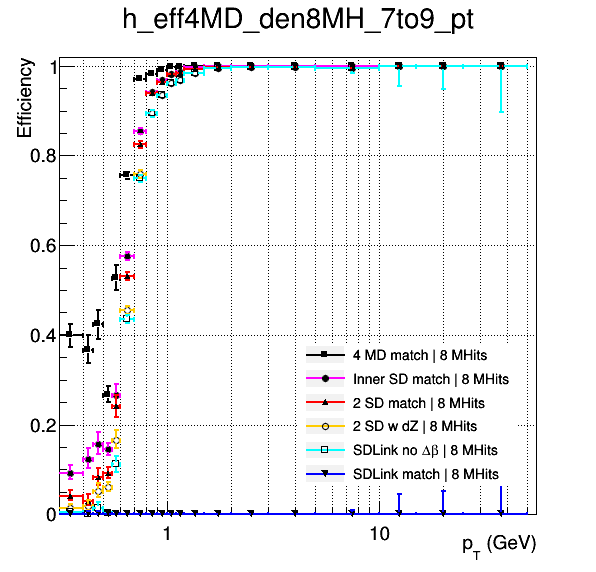 h_eff4MD_den8MH_7to9_pt
Efficiency
1
0.8
0.6
0.4
0.2
0
4 MD match | 8 MHits
Inner SD match | 8 MHits
2 SD match | 8 MHits
2 SD w dZ | 8 MHits
SDLink no Δβ | 8 MHits
SDLink match | 8 MHits
1
10
p_T (GeV)